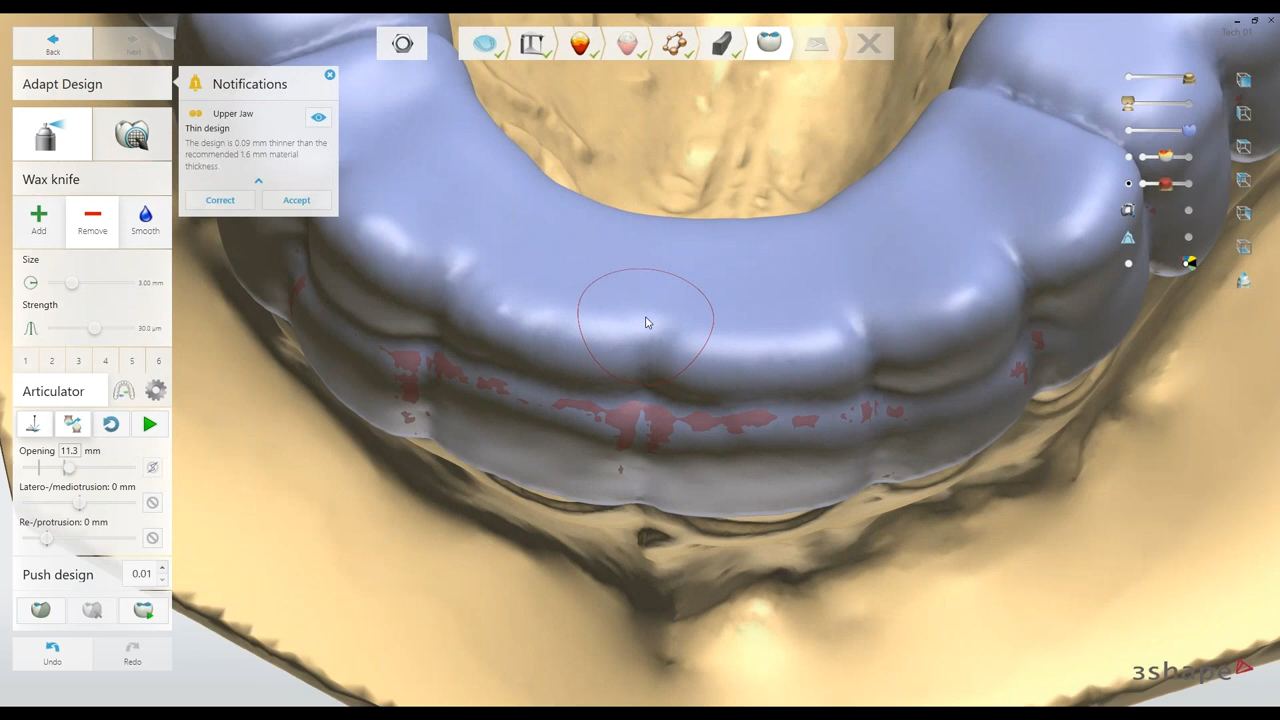 Back
Next
Tech 01
Adapt Design
Notifications
Upper Jaw
Thin design
The design is 0.09 mm thinner than the
recommended 1.6 mm material
thickness.
Correct
Accept
Wax knife
Add
Remove
Smooth
Size
3.00 mm
Strength
30.0 µm
1 2 3 4 5 6
Articulator
Opening 11.3 mm
Latero-/mediotrusion: 0 mm
Re-/protrusion: 0 mm
Push design 0.01
Undo
Redo
3shape